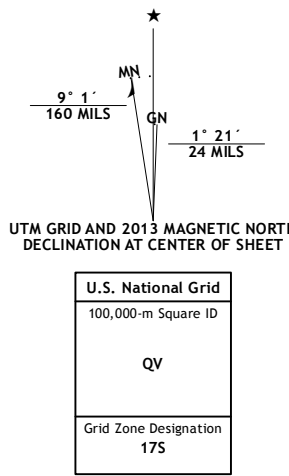 MN
9° 1´
160 MILS
GN
1° 21´
24 MILS
UTM GRID AND 2013 MAGNETIC NORTH
DECLINATION AT CENTER OF SHEET
U.S. National Grid
100,000-m Square ID
QV
Grid Zone Designation
17S